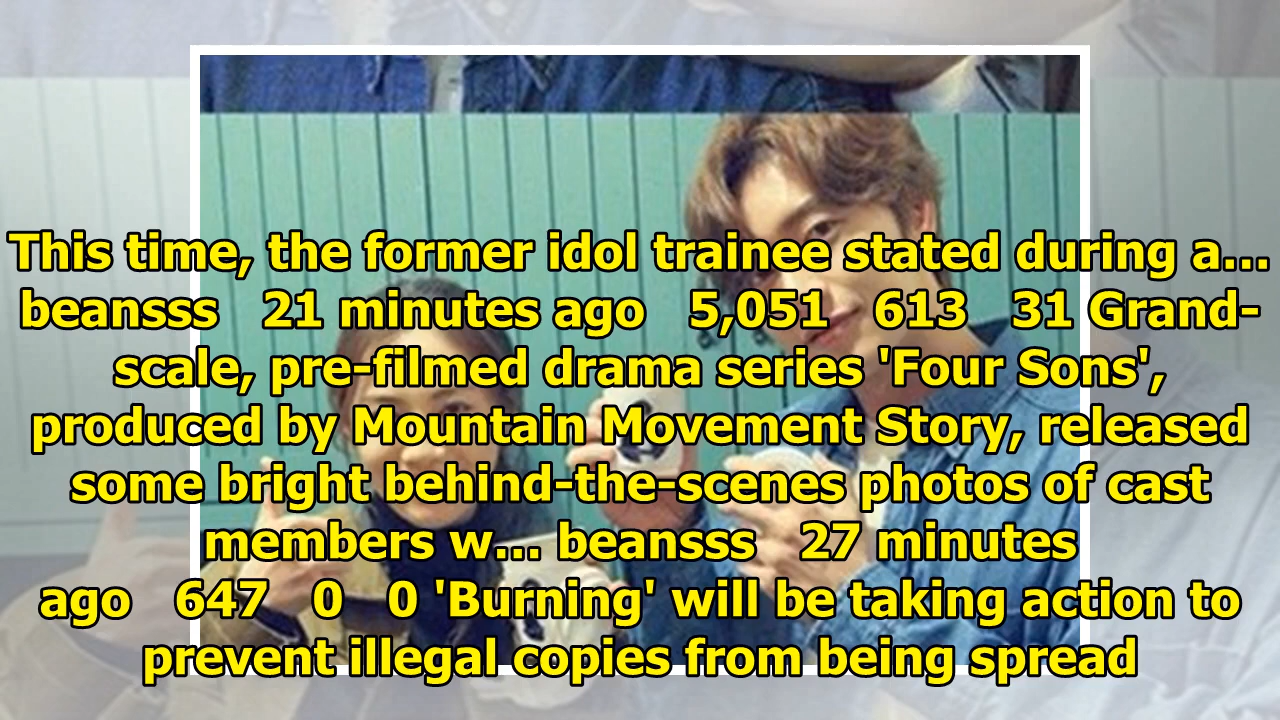 This time, the former idol trainee stated during a...
beansss 21 minutes ago 5,051 613 31 Grand-
scale, pre-filmed drama series 'Four Sons',
produced by Mountain Movement Story, released
some bright behind-the-scenes photos of cast
members w... beansss 27 minutes
ago 647 0 0 'Burning' will be taking action to
prevent illegal copies from being spread